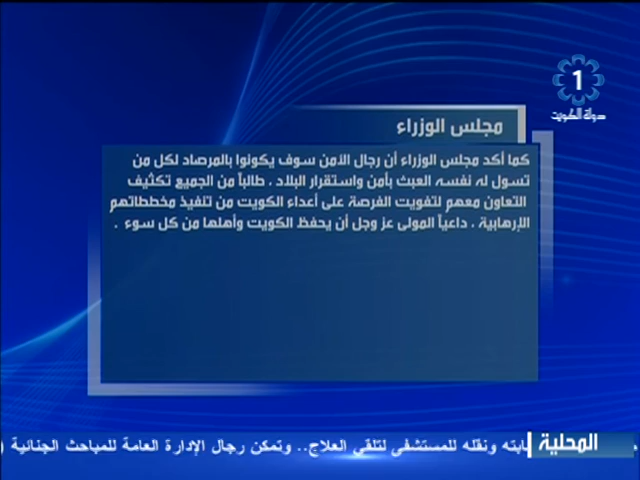 1
دولة الكويت
مجلس الوزراء
كما أكد مجلس الوزراء أن رجال الامن سوف يكونوا بالمرصاد لكل من
تسول له نفسه العبث بأمن واستقرار البلاد ، طالباً من الجميع تكثيف
التعاون معهم لتفويت الفرصة على أعداء الكويت من تنفيذ مخططاتهم
الإرهابية ، داعياً المولى عز وجل أن يحفظ الكويت وأهلها من كل سوء .
المحلية
ونقله للمستشفى لتلقي العلاج.. وتمكن رجال الإدارة العامة للمباحث الجنائية (